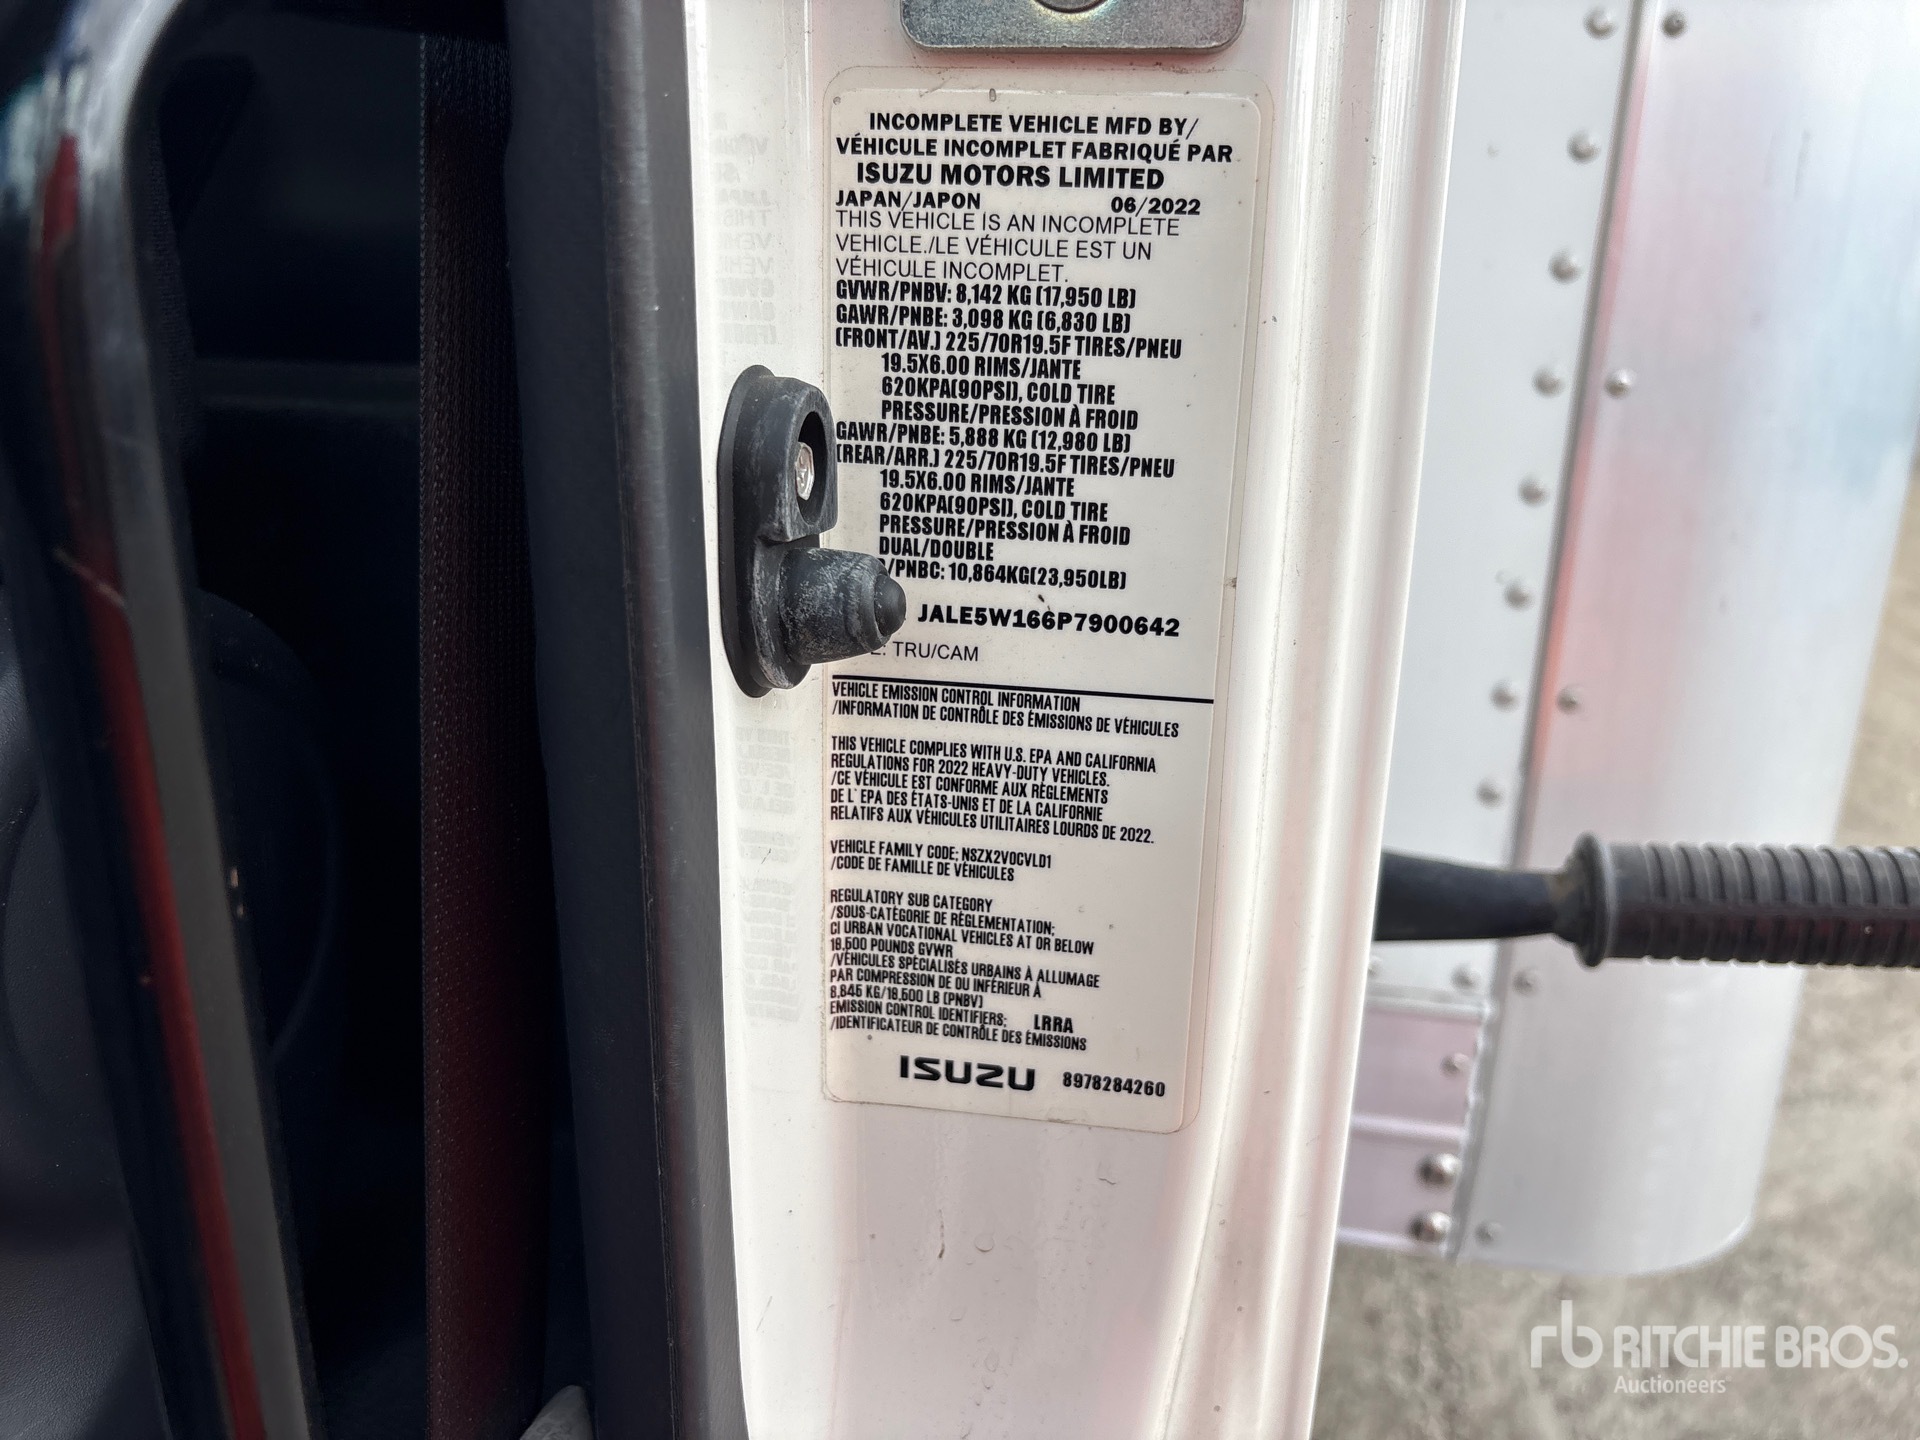 INCOMPLETE VEHICLE MFD BY/
VÉHICULE INCOMPLET FABRIQUÉ PAR
ISUZU MOTORS LIMITED
JAPAN/JAPON 06/2022
THIS VEHICLE IS AN INCOMPLETE
VEHICLE./LE VÉHICULE EST UN
VÉHICULE INCOMPLET.
GVWR/PNBV: 8,142 KG (17,950 LB)
GAWR/PNBE: 3,098 KG (6,830 LB)
(FRONT/AV.) 225/70R19.5F TIRES/PNEU
19.5X6.00 RIMS/JANTE
620KPA(90PSI), COLD TIRE
PRESSURE/PRESSION À FROID
GAWR/PNBE: 5,888 KG (12,980 LB)
(REAR/ARR.) 225/70R19.5F TIRES/PNEU
19.5X6.00 RIMS/JANTE
620KPA(90PSI), COLD TIRE
PRESSURE/PRESSION À FROID
DUAL/DOUBLE
/PNBC: 10,864KG(23,950LB)
JALE5W166P7900642
: TRU/CAM
VEHICLE EMISSION CONTROL INFORMATION
/INFORMATION DE CONTRÔLE DES ÉMISSIONS DE VÉHICULES
THIS VEHICLE COMPLIES WITH U.S. EPA AND CALIFORNIA
REGULATIONS FOR 2022 HEAVY-DUTY VEHICLES.
/CE VÉHICULE EST CONFORME AUX RÈGLEMENTS
DE L' EPA DES ÉTATS-UNIS ET DE LA CALIFORNIE
RELATIFS AUX VÉHICULES UTILITAIRES LOURDS DE 2022.
VEHICLE FAMILY CODE; NSZX2VOCVLD1
/CODE DE FAMILLE DE VÉHICULES
REGULATORY SUB CATEGORY
/SOUS-CATÉGORIE DE RÉGLEMENTATION;
CI URBAN VOCATIONAL VEHICLES AT OR BELOW
19,500 POUNDS GVWR
/VÉHICULES SPÉCIALISÉS URBAINS À ALLUMAGE
PAR COMPRESSION DE OU INFÉRIEUR À
8,845 KG/19,500 LB (PNBV)
EMISSION CONTROL IDENTIFIERS; LRRA
/IDENTIFICATEUR DE CONTRÔLE DES ÉMISSIONS
ISUZU 8978284260
rb RITCHIE BROS.
Auctioneers